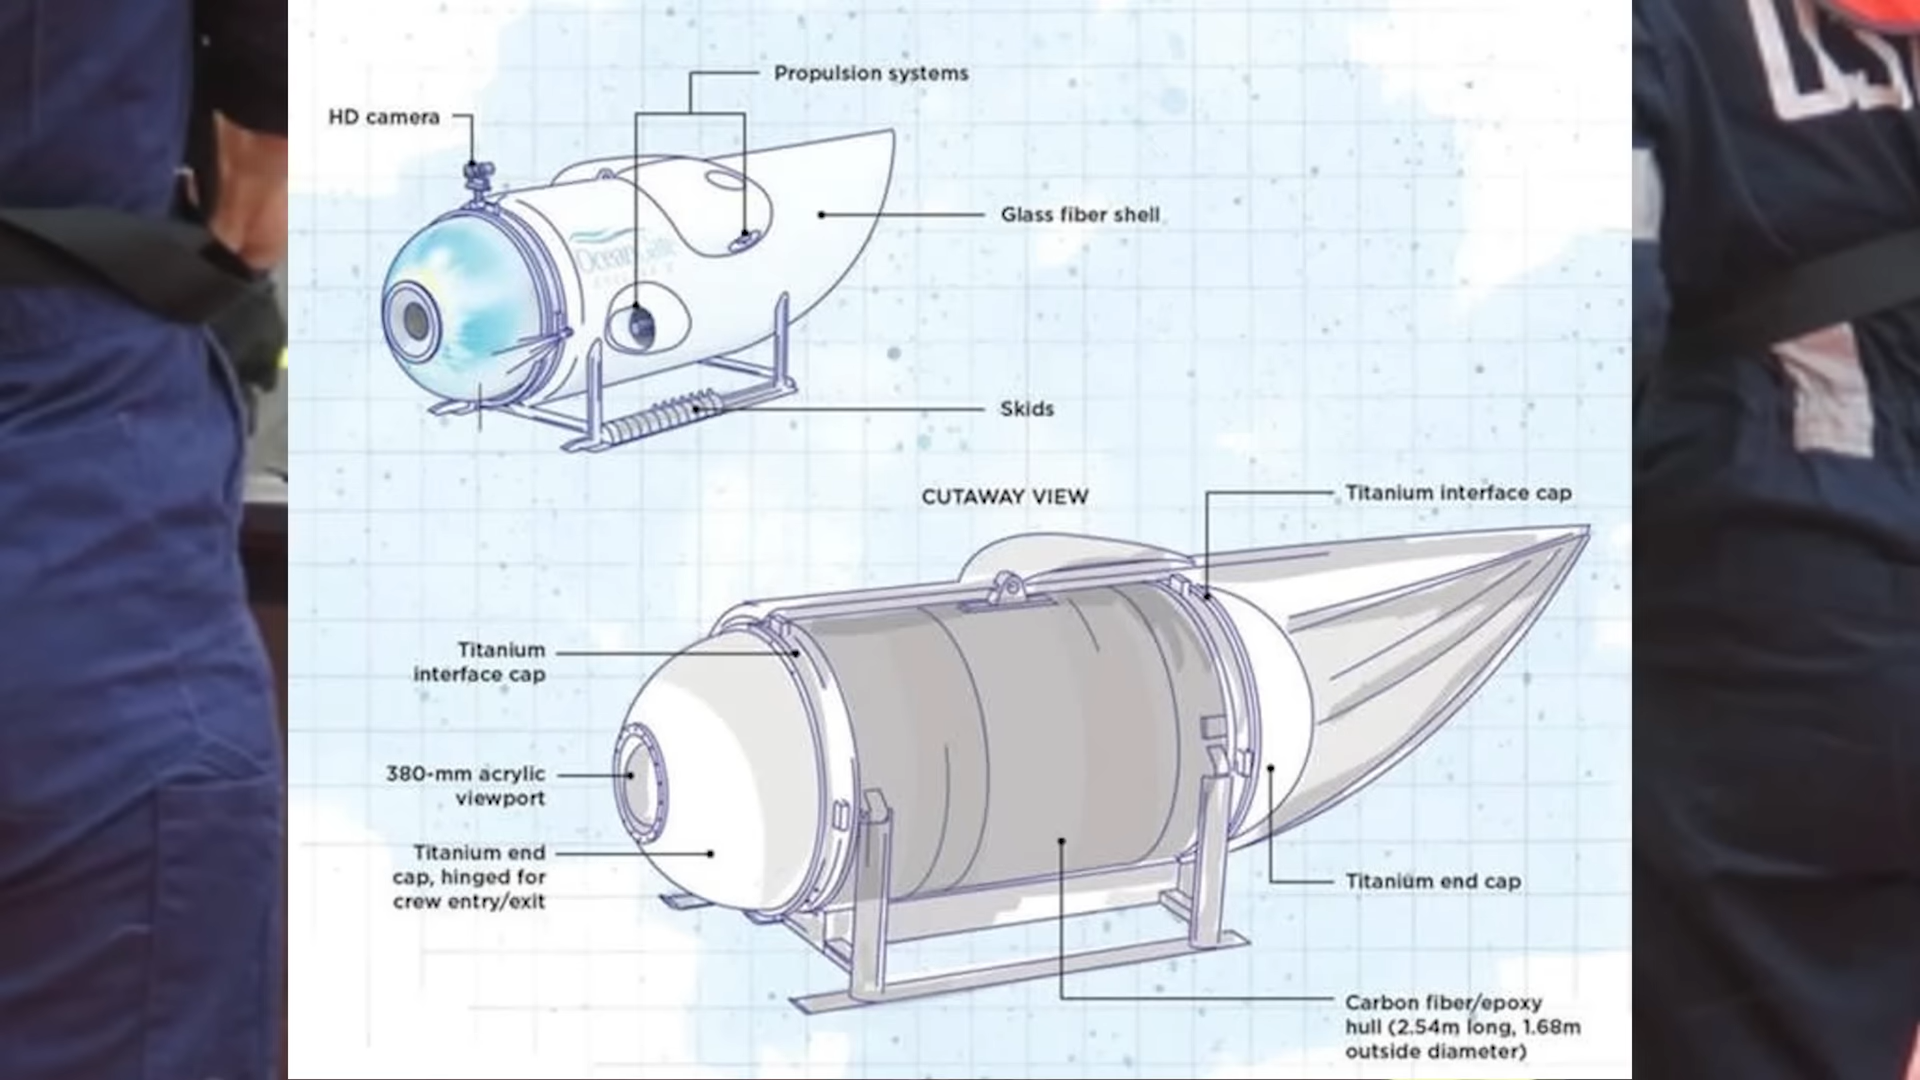 Propulsion systems
HD camera
Glass fiber shell
OceanGate
Skids
CUTAWAY VIEW
Titanium interface cap
Titanium
interface cap
380-mm acrylic
viewport
Titanium end
cap, hinged for
crew entry/exit
Titanium end cap
Carbon fiber/epoxy
hull (2.54m long, 1.68m
outside diameter)